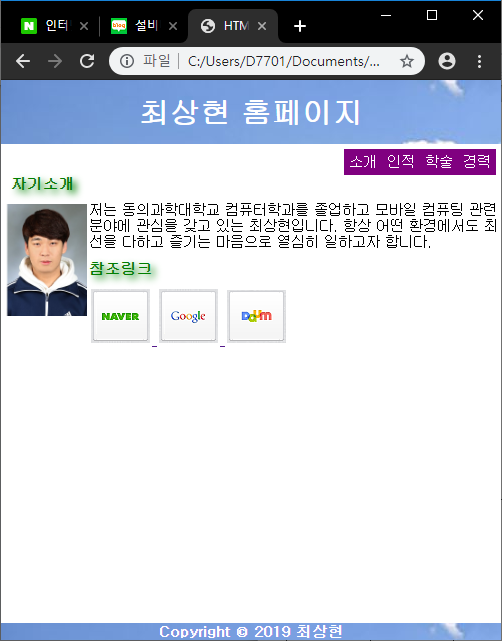 인터
blog
설비
HTM
파일 C:/Users/D7701/Documents/...
최상현 홈페이지
소개 인적 학술 경력
자기소개
저는 동의과학대학교 컴퓨터학과를 졸업하고 모바일 컴퓨팅 관련
분야에 관심을 갖고 있는 최상현입니다. 항상 어떤 환경에서도 최
선을 다하고 즐기는 마음으로 열심히 일하고자 합니다.
참조링크
NAVER Google Daum
Copyright © 2019 최상현